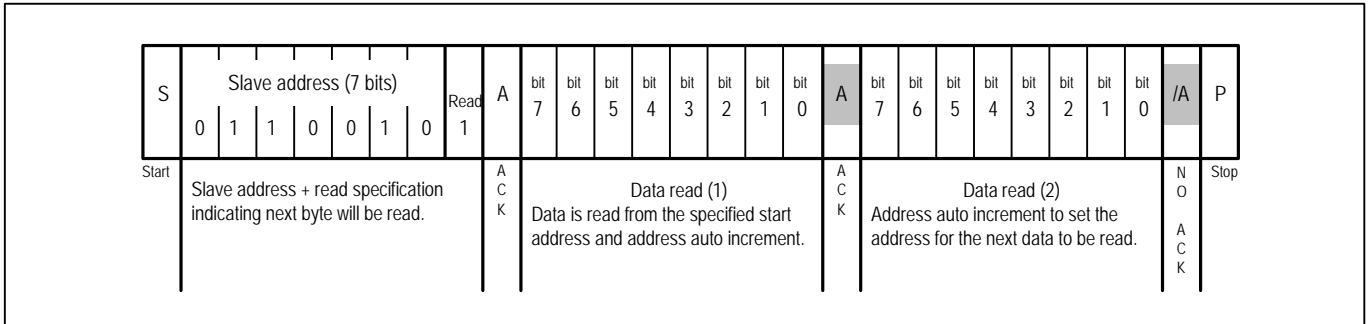 S Slave address (7 bits) Read A bit bit bit bit bit bit bit bit A bit bit bit bit bit bit bit bit /A P
0 1 1 0 0 1 0 1 7 6 5 4 3 2 1 0 7 6 5 4 3 2 1 0
Start
Slave address + read specification
indicating next byte will be read.
A
C
K
Data read (1)
Data is read from the specified start
address and address auto increment.
A
C
K
Data read (2)
Address auto increment to set the
address for the next data to be read.
N
O
A
C
K
Stop